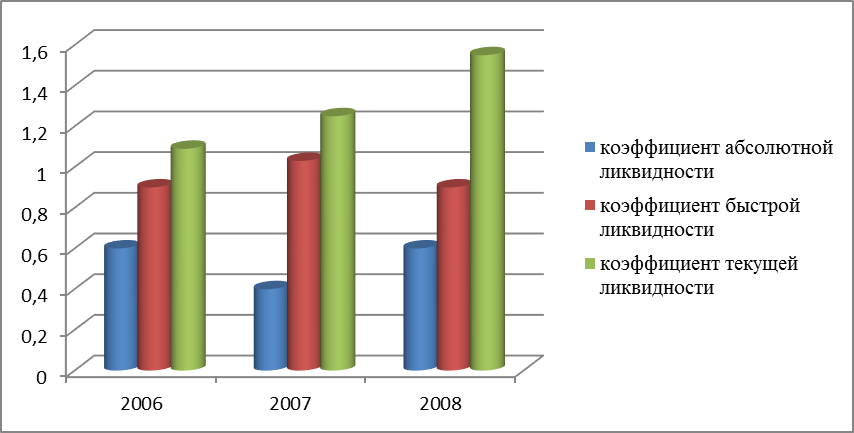 1,6
1,4
1,2
1
0,8
0,6
0,4
0,2
0
2006
2007
2008
коэффициент абсолютной
ликвидности
коэффициент быстрой
ликвидности
коэффициент текущей
ликвидности